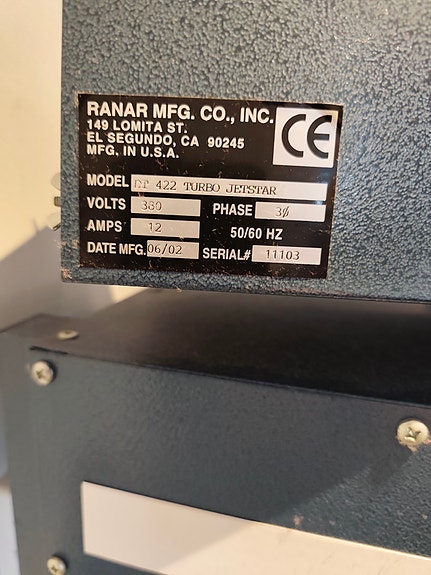 RANAR MFG. CO., INC.
149 LOMITA ST.
EL SEGUNDO, CA 90245
MFG. IN U.S.A.
CE
MODEL DP 422 TURBO JETSTAR
VOLTS 380 PHASE 3Ø
AMPS 12 50/60 HZ
DATE MFG. 06/02 SERIAL# 11103